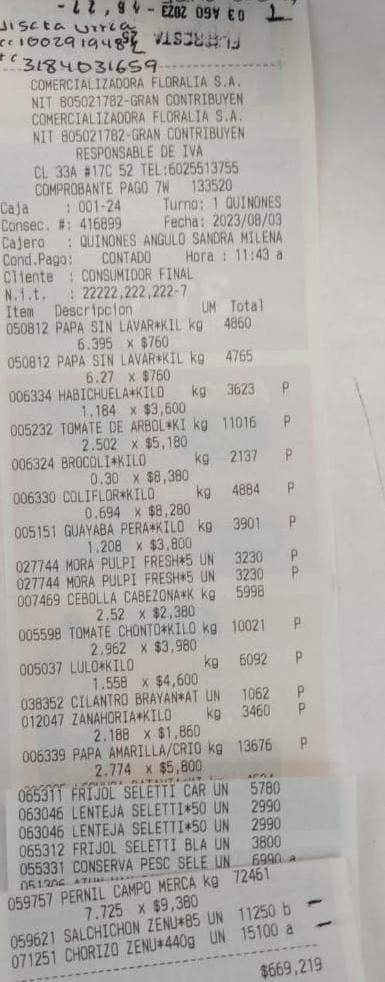 03 AGO 2023
FLORESTA
3184031659
COMERCIALIZADORA FLORALIA S.A.
NIT 805021782-GRAN CONTRIBUYEN
COMERCIALIZADORA FLORALIA S.A.
NIT 805021782-GRAN CONTRIBUYEN
RESPONSABLE DE IVA
CL 33A #17C 52 TEL:6025513755
COMPROBANTE PAGO 7W 133520
Caja : 001-24 Turno: 1 QUINONES
Consec. #: 416899 Fecha: 2023/08/03
Cajero : QUINONES ANGULO SANDRA MILENA
Cond.Pago: CONTADO Hora : 11:43 a
Cliente : CONSUMIDOR FINAL
N.i.t. : 22222,222,222-7
Item Descripcion UM Total
050812 PAPA SIN LAVAR*KIL kg 4860
6.395 x $760
050812 PAPA SIN LAVAR*KIL kg 4765
6.27 x $760
006334 HABICHUELA*KILO kg 3623 P
1.184 x $3,600
005232 TOMATE DE ARBOL*KI kg 11016 P
2.502 x $5,180
006324 BROCOLI*KILO kg 2137 P
0.30 x $8,380
006330 COLIFLOR*KILO kg 4884 P
0.694 x $8,280
005151 GUAYABA PERA*KILO kg 3901 P
1.208 x $3,800
027744 MORA PULPI FRESH*5 UN 3230 P
027744 MORA PULPI FRESH*5 UN 3230 P
007469 CEBOLLA CABEZONA*K kg 5998
2.52 x $2,380
005598 TOMATE CHONTO*KILO kg 10021 P
2.962 x $3,980
005037 LULO*KILO kg 6092 P
1.558 x $4,600
038352 CILANTRO BRAYAN*AT UN 1062 P
012047 ZANAHORIA*KILO kg 3460 P
2.188 x $1,860
006339 PAPA AMARILLA/CRIO kg 13676 P
2.774 x $5,800
065311 FRIJOL SELETTI CAR UN 5780
063046 LENTEJA SELETTI*50 UN 2990
063046 LENTEJA SELETTI*50 UN 2990
065312 FRIJOL SELETTI BLA UN 3800
055331 CONSERVA PESC SELE UN 6990 a
059757 PERNIL CAMPO MERCA kg 72461
7.725 x $9,380
059621 SALCHICHON ZENU*85 UN 11250 b
071251 CHORIZO ZENU*440g UN 15100 a
$669,219